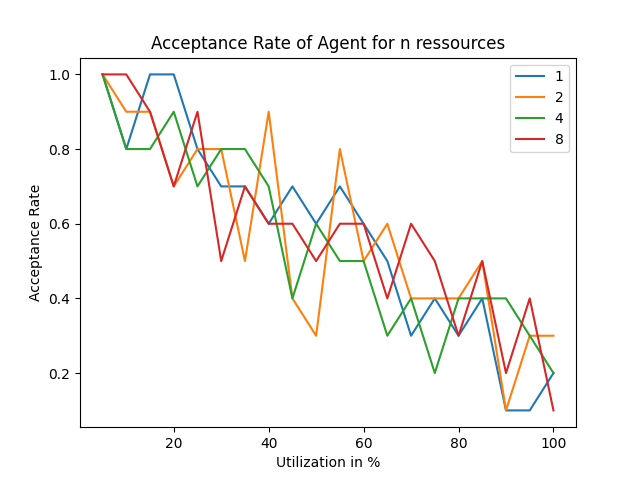 Acceptance Rate of Agent for n ressources
1
2
4
8
1.0
0.8
0.6
0.4
0.2
Acceptance Rate
20 40 60 80 100
Utilization in %